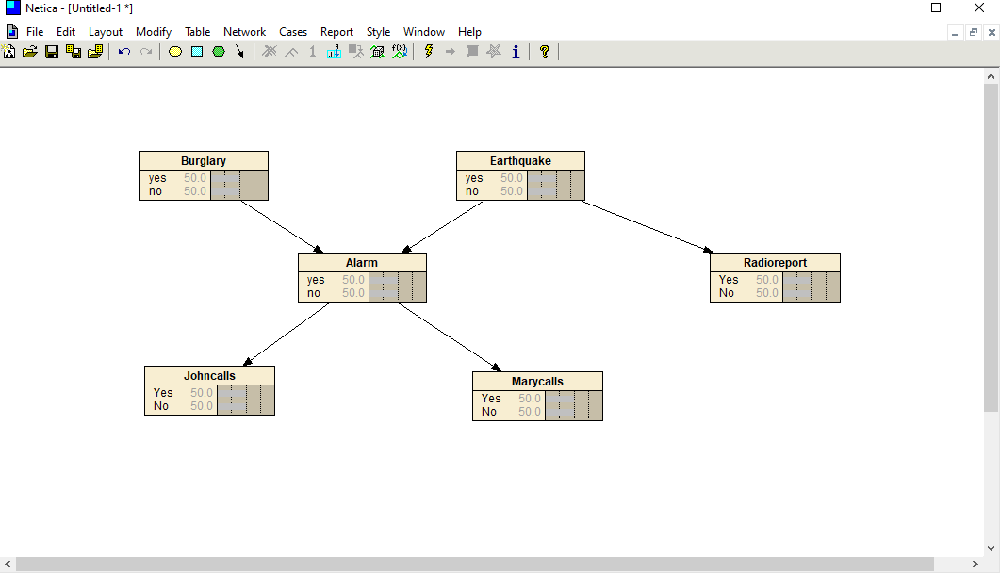 Netica - [Untitled-1 *]
File Edit Layout Modify Table Network Cases Report Style Window Help
1 f(x) i ?
Burglary
yes 50.0
no 50.0
Earthquake
yes 50.0
no 50.0
Alarm
yes 50.0
no 50.0
Radioreport
Yes 50.0
No 50.0
Johncalls
Yes 50.0
No 50.0
Marycalls
Yes 50.0
No 50.0